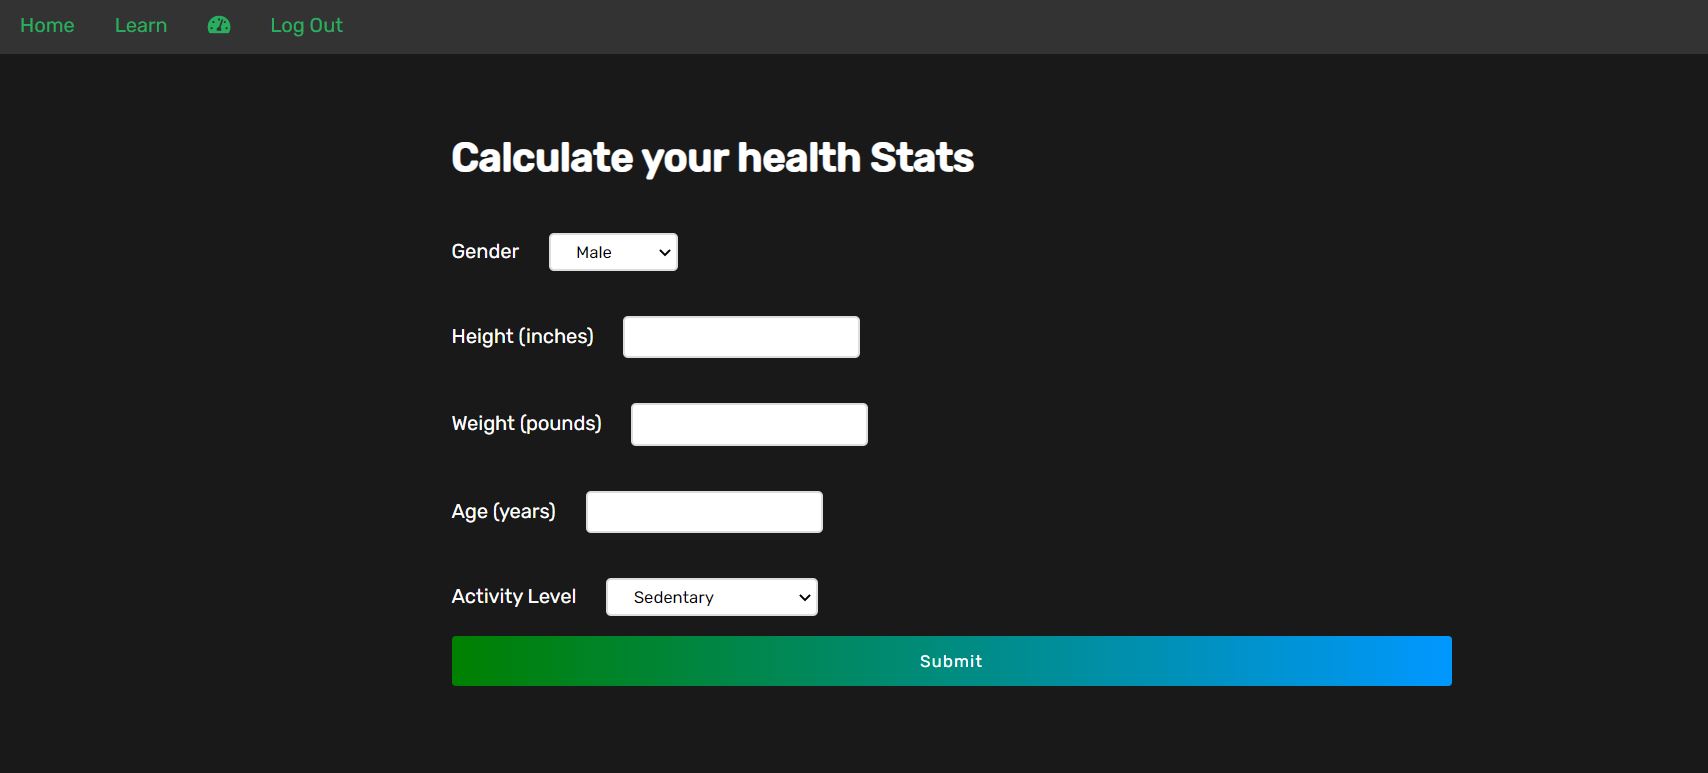 Home Learn Log Out
Calculate your health Stats
Gender Male
Height (inches)
Weight (pounds)
Age (years)
Activity Level Sedentary
Submit